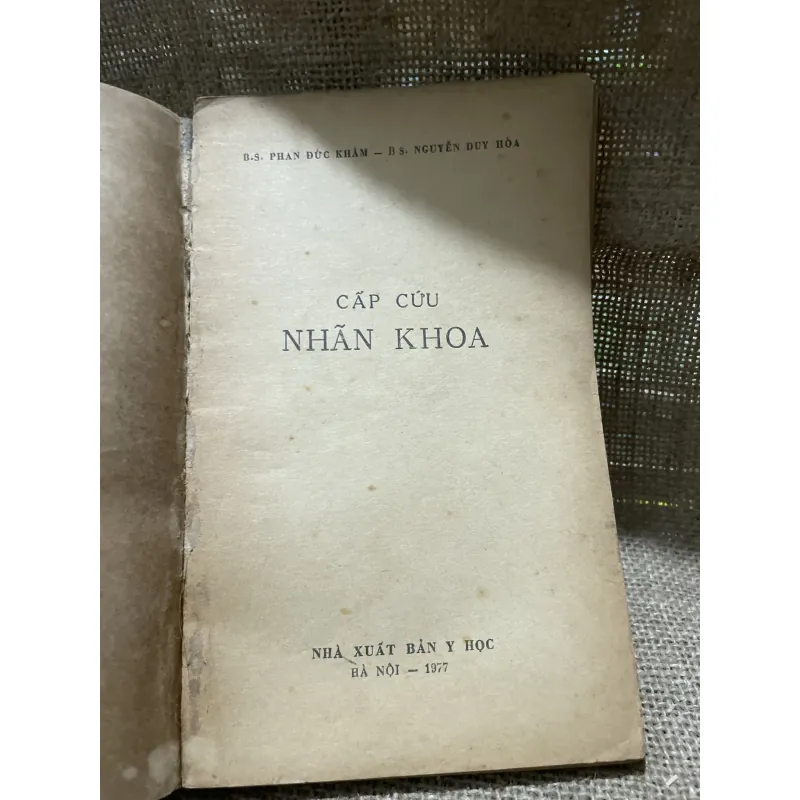 B.S. PHAN ĐỨC KHÂM — B S. NGUYỄN DUY HÒA
CẤP CỨU
NHÃN KHOA
NHÀ XUẤT BẢN Y HỌC
HÀ NỘI — 1977